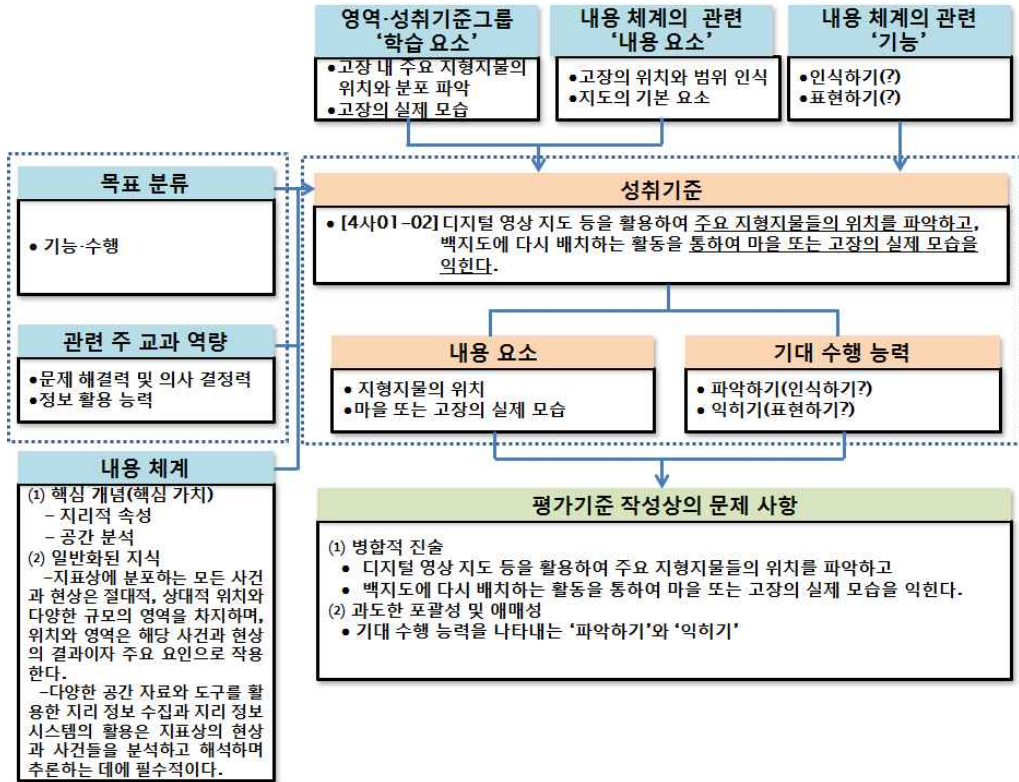 영역·성취기준그룹
'학습 요소'
●고장 내 주요 지형지물의
위치와 분포 파악
●고장의 실제 모습
내용 체계의 관련
'내용 요소'
●고장의 위치와 범위 인식
●지도의 기본 요소
내용 체계의 관련
'기능'
●인식하기(?)
●표현하기(?)
목표 분류
● 기능·수행
관련 주 교과 역량
●문제 해결력 및 의사 결정력
●정보 활용 능력
내용 체계
⑴ 핵심 개념(핵심 가치)
– 지리적 속성
– 공간 분석
⑵ 일반화된 지식
–지표상에 분포하는 모든 사건
과 현상은 절대적, 상대적 위치와
다양한 규모의 영역을 차지하며,
위치와 영역은 해당 사건과 현상
의 결과이자 주요 요인으로 작용
한다.
–다양한 공간 자료와 도구를 활
용한 지리 정보 수집과 지리 정보
시스템의 활용은 지표상의 현상
과 사건들을 분석하고 해석하며
추론하는 데에 필수적이다.
성취기준
● [4사01-02] 디지털 영상 지도 등을 활용하여 주요 지형지물들의 위치를 파악하고,
백지도에 다시 배치하는 활동을 통하여 마을 또는 고장의 실제 모습을
익힌다.
내용 요소
● 지형지물의 위치
●마을 또는 고장의 실제 모습
기대 수행 능력
● 파악하기(인식하기?)
● 익히기(표현하기?)
평가기준 작성상의 문제 사항
⑴ 병합적 진술
● 디지털 영상 지도 등을 활용하여 주요 지형지물들의 위치를 파악하고
● 백지도에 다시 배치하는 활동을 통하여 마을 또는 고장의 실제 모습을 익힌다.
⑵ 과도한 포괄성 및 애매성
● 기대 수행 능력을 나타내는 '파악하기'와 '익히기'